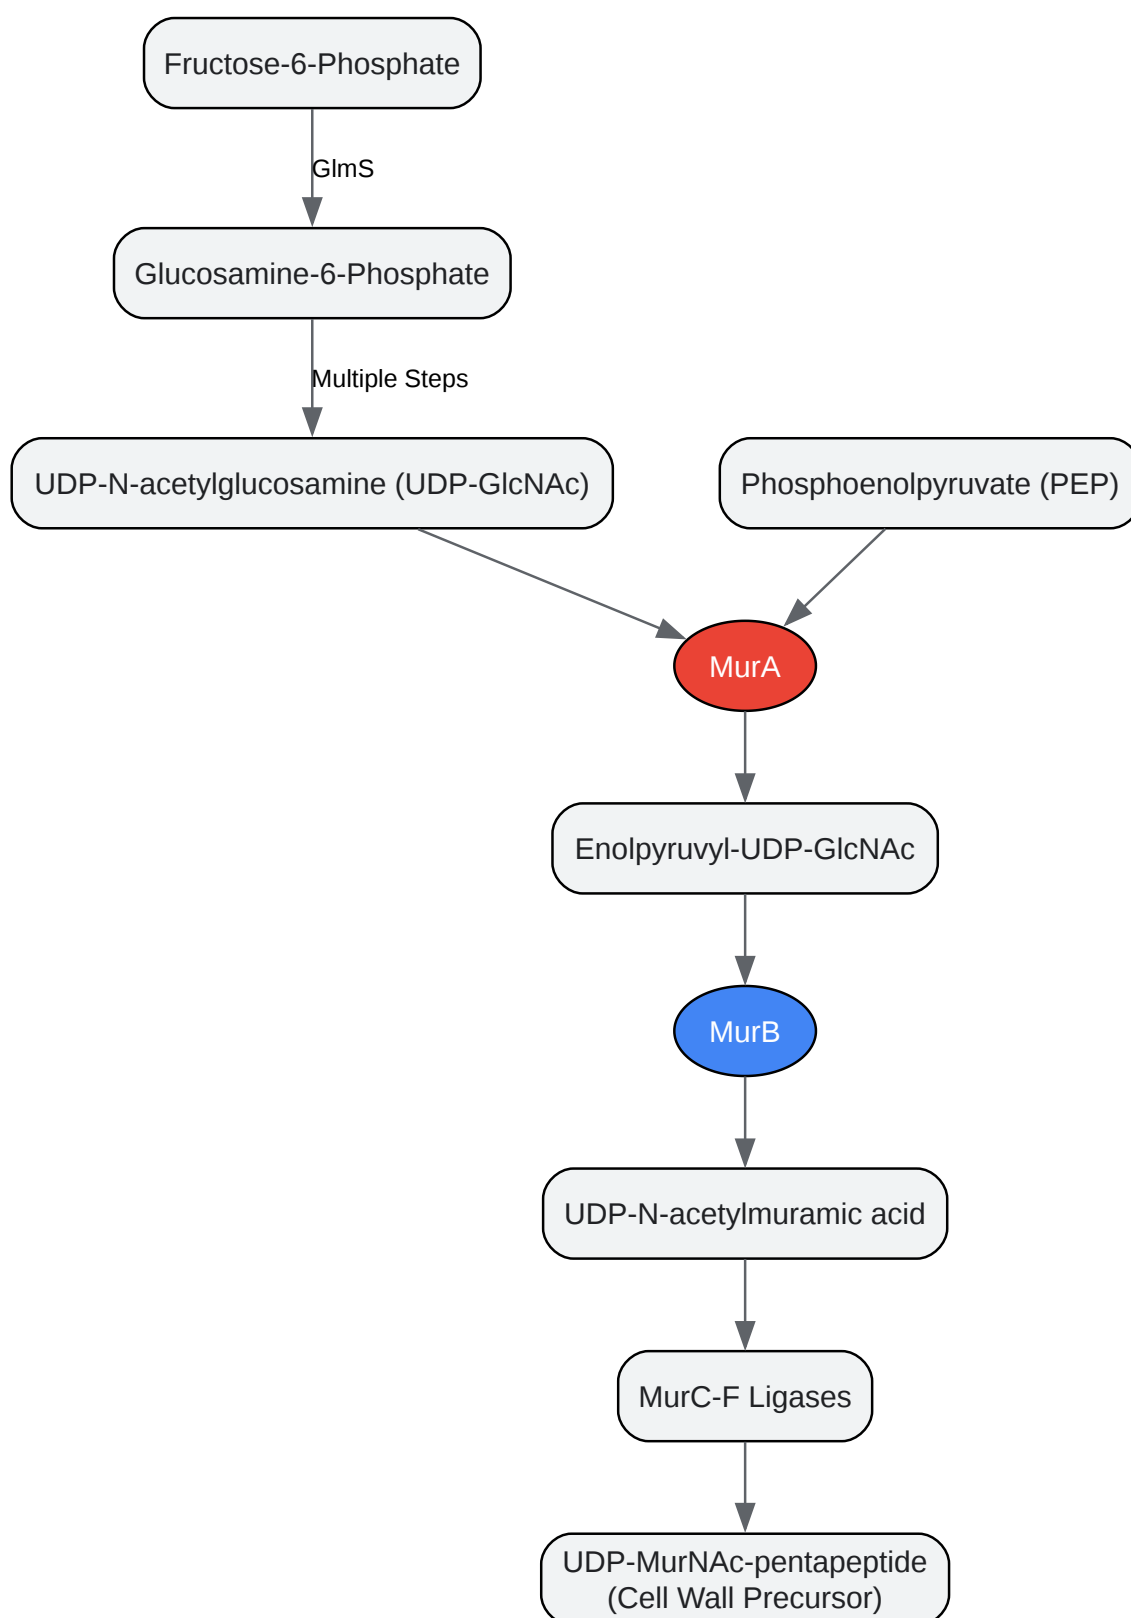 Fructose-6-Phosphate
GlmS
Glucosamine-6-Phosphate
Multiple Steps
UDP-N-acetylglucosamine (UDP-GlcNAc)
Phosphoenolpyruvate (PEP)
MurA
Enolpyruvyl-UDP-GlcNAc
MurB
UDP-N-acetylmuramic acid
MurC-F Ligases
UDP-MurNAc-pentapeptide
(Cell Wall Precursor)